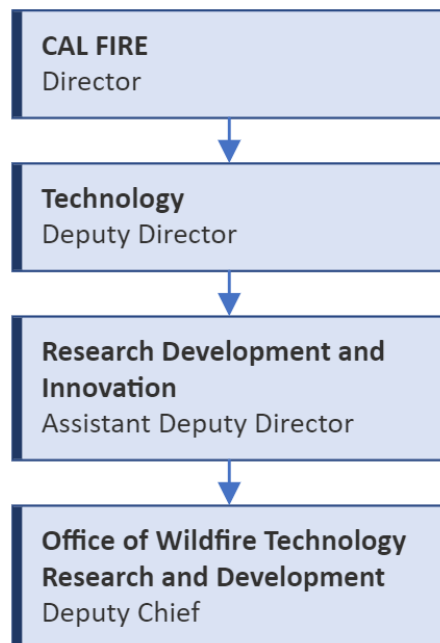 CAL FIRE
Director
Technology
Deputy Director
Research Development and
Innovation
Assistant Deputy Director
Office of Wildfire Technology
Research and Development
Deputy Chief